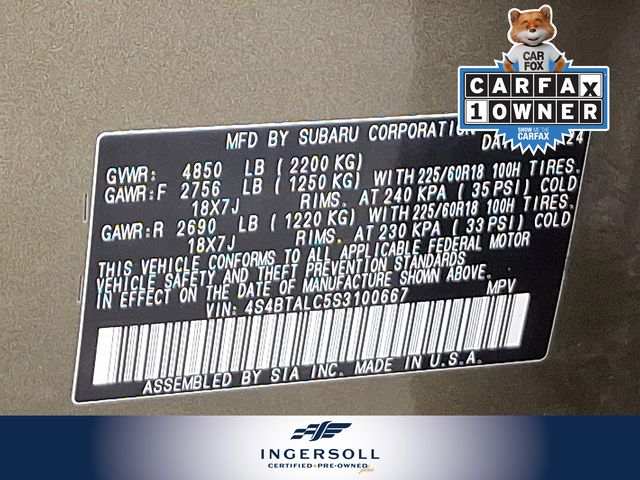 CAR
FOX
CARFAX
1 OWNER
SHOW ME THE
CARFAX
MFD BY SUBARU CORPORATION
24
GVWR: 4850 LB (2200 KG)
GAWR:F 2756 LB (1250 KG) WITH 225/60R18 100H TIRES.
18X7J RIMS. AT 240 KPA (35 PSI) COLD
GAWR:R 2690 LB (1220 KG) WITH 225/60R18 100H TIRES.
18X7J RIMS. AT 230 KPA (33 PSI) COLD
THIS VEHICLE CONFORMS TO ALL APPLICABLE FEDERAL MOTOR
VEHICLE SAFETY AND THEFT PREVENTION STANDARDS
IN EFFECT ON THE DATE OF MANUFACTURE SHOWN ABOVE.
VIN: 4S4BTALC5S3100667 MPV
ASSEMBLED BY SIA INC. MADE IN U.S.A.
INGERSOLL
CERTIFIED • PRE-OWNED plus